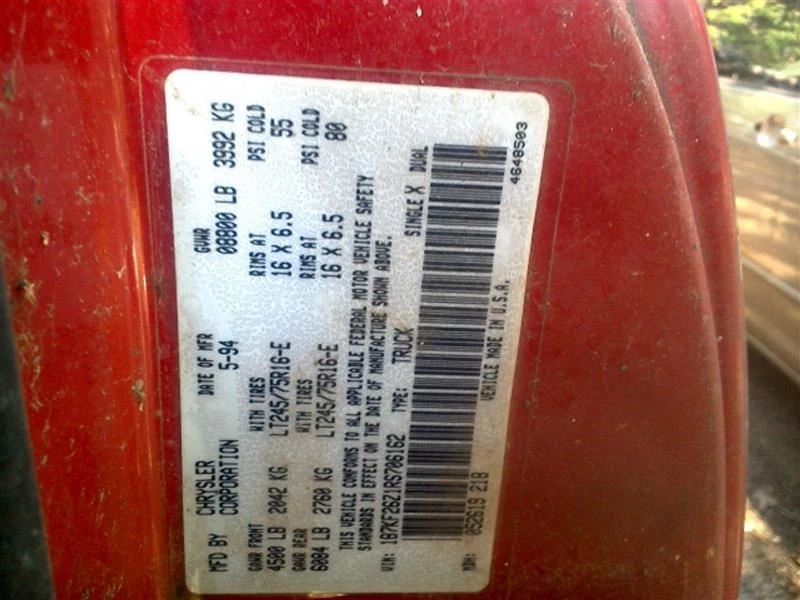 MFD BY CHRYSLER CORPORATION DATE OF MFR 5-94 GVWR 08800 LB 3992 KG
GAWR FRONT WITH TIRES RIMS AT PSI COLD
4500 LB 2042 KG LT245/75R16-E 16 X 6.5 55
GAWR REAR WITH TIRES RIMS AT PSI COLD
6084 LB 2760 KG LT245/75R16-E 16 X 6.5 80
THIS VEHICLE CONFORMS TO ALL APPLICABLE FEDERAL MOTOR VEHICLE SAFETY
STANDARDS IN EFFECT ON THE DATE OF MANUFACTURE SHOWN ABOVE.
VIN: 1B7KF26Z1RS706162 TYPE: TRUCK SINGLE X DUAL
MDH: 052619 218 VEHICLE MADE IN U.S.A. 4648503